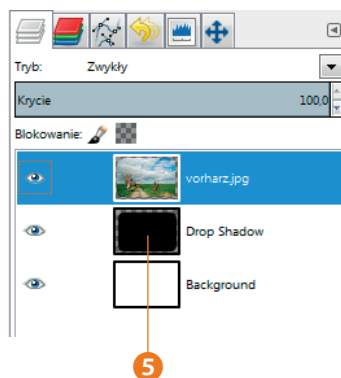 Tryb: Zwykły
Krycie 100,0
Blokowanie:
vorharz.jpg
Drop Shadow
Background
5